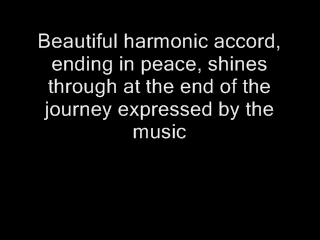 Beautiful harmonic accord,
ending in peace, shines
through at the end of the
journey expressed by the
music